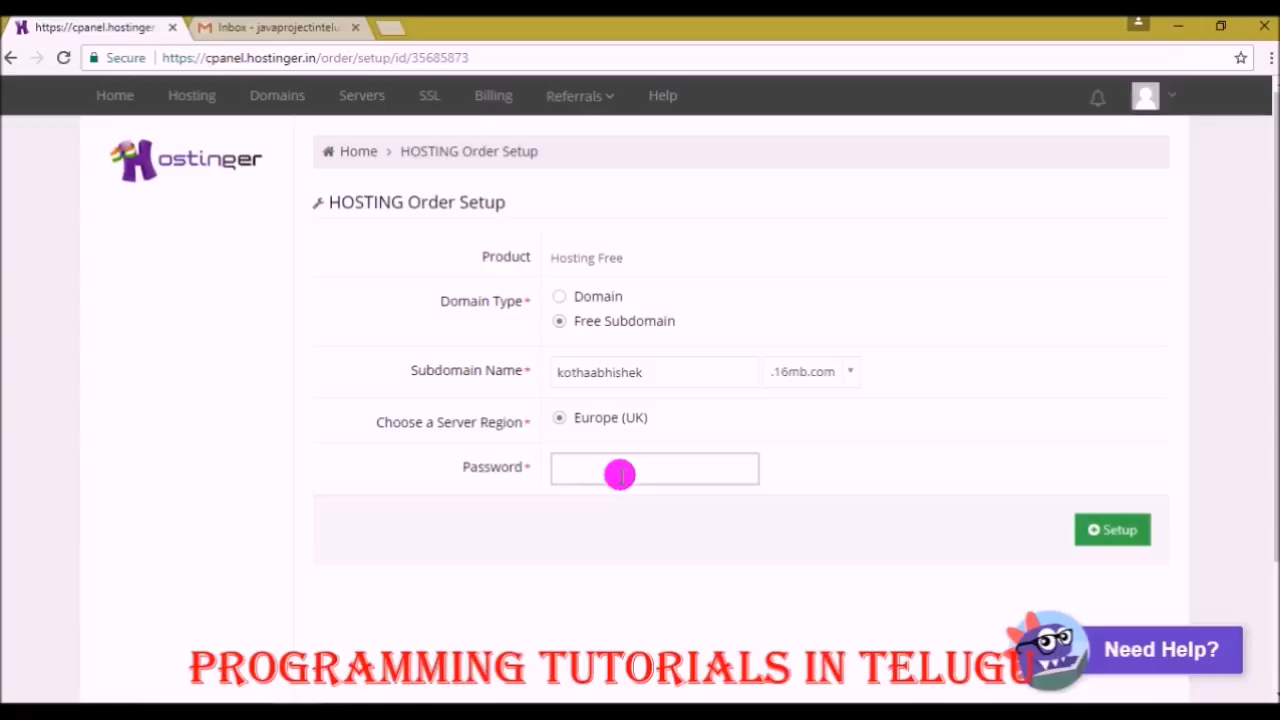 https://cpanel.hostinger
Inbox - javaprojectintelu
Secure https://cpanel.hostinger.in/order/setup/id/35685873
Home Hosting Domains Servers SSL Billing Referrals Help
Hostinger
Home > HOSTING Order Setup
HOSTING Order Setup
Product Hosting Free
Domain Type* Domain
Free Subdomain
Subdomain Name* kothaabhishek .16mb.com
Choose a Server Region* Europe (UK)
Password*
Setup
Need Help?
PROGRAMMING TUTORIALS IN TELUGU